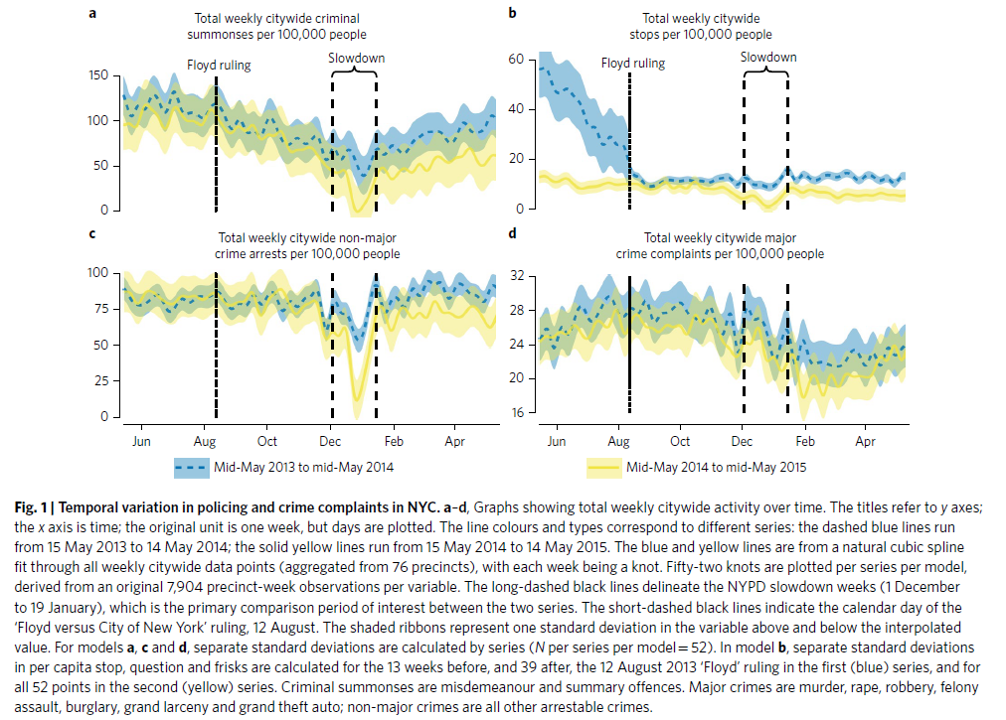 a
Total weekly citywide criminal
summonses per 100,000 people
Floyd ruling
Slowdown
150
100
50
0
b
Total weekly citywide
stops per 100,000 people
Floyd ruling
Slowdown
60
40
20
0
c
Total weekly citywide non-major
crime arrests per 100,000 people
100
75
50
25
0
Jun Aug Oct Dec Feb Apr
d
Total weekly citywide major
crime complaints per 100,000 people
32
28
24
20
16
Jun Aug Oct Dec Feb Apr
Mid-May 2013 to mid-May 2014
Mid-May 2014 to mid-May 2015
Fig. 1 | Temporal variation in policing and crime complaints in NYC. a–d, Graphs showing total weekly citywide activity over time. The titles refer to y axes;
the x axis is time; the original unit is one week, but days are plotted. The line colours and types correspond to different series: the dashed blue lines run
from 15 May 2013 to 14 May 2014; the solid yellow lines run from 15 May 2014 to 14 May 2015. The blue and yellow lines are from a natural cubic spline
fit through all weekly citywide data points (aggregated from 76 precincts), with each week being a knot. Fifty-two knots are plotted per series per model,
derived from an original 7,904 precinct-week observations per variable. The long-dashed black lines delineate the NYPD slowdown weeks (1 December
to 19 January), which is the primary comparison period of interest between the two series. The short-dashed black lines indicate the calendar day of the
‘Floyd versus City of New York’ ruling, 12 August. The shaded ribbons represent one standard deviation in the variable above and below the interpolated
value. For models a, c and d, separate standard deviations are calculated by series (N per series per model = 52). In model b, separate standard deviations
in per capita stop, question and frisks are calculated for the 13 weeks before, and 39 after, the 12 August 2013 ‘Floyd’ ruling in the first (blue) series, and for
all 52 points in the second (yellow) series. Criminal summonses are misdemeanour and summary offences. Major crimes are murder, rape, robbery, felony
assault, burglary, grand larceny and grand theft auto; non-major crimes are all other arrestable crimes.